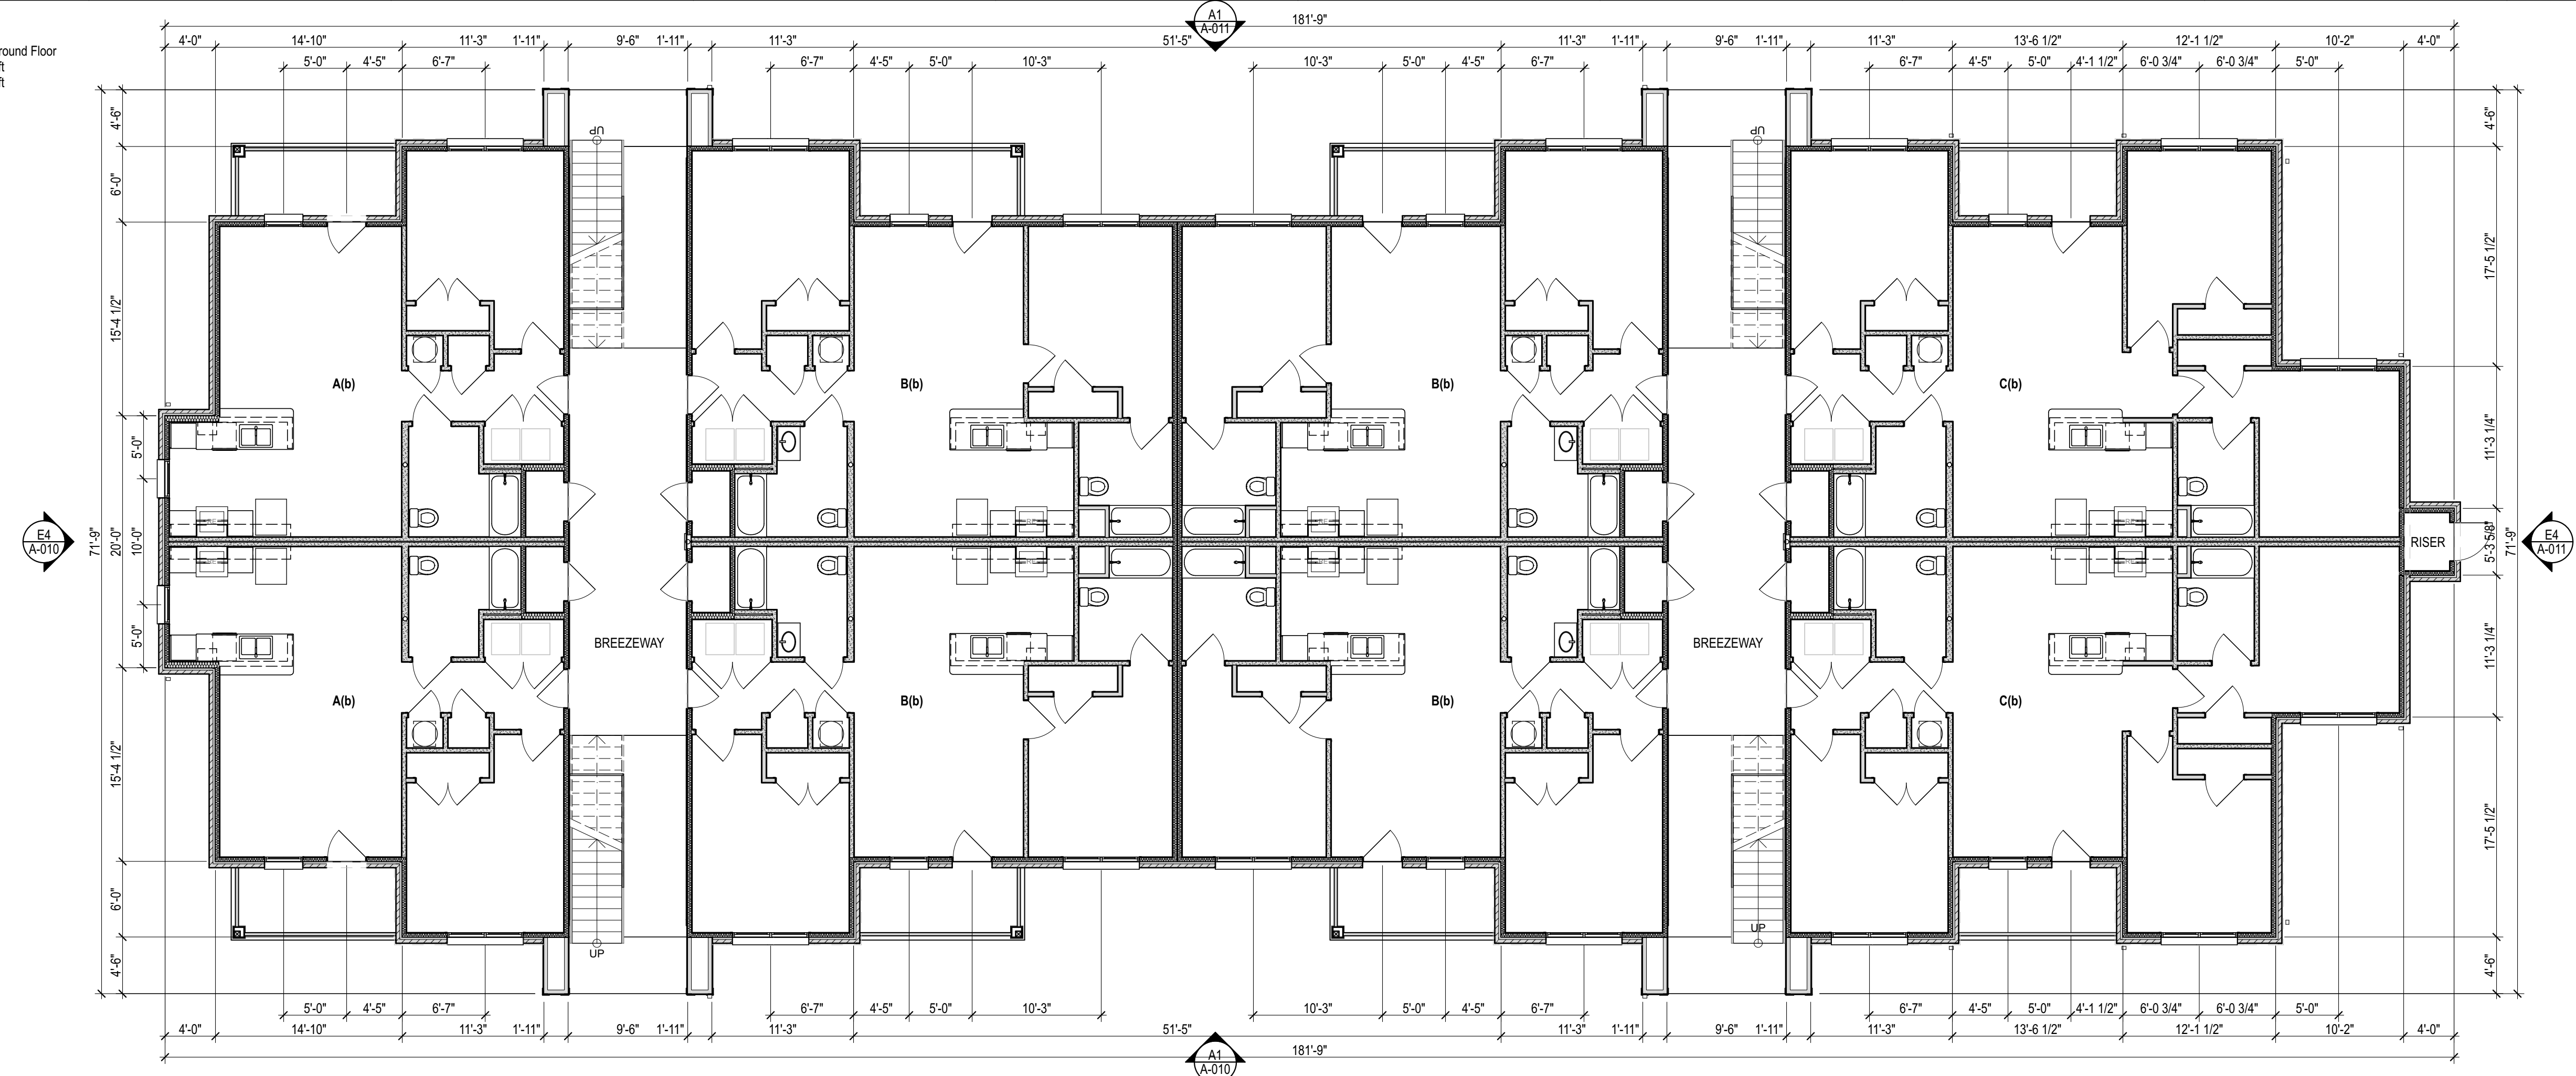 A1
A-011
181'-9"
4'-0" 14'-10" 11'-3" 1'-11" 9'-6" 1'-11" 11'-3" 51'-5" 11'-3" 1'-11" 9'-6" 1'-11" 11'-3" 13'-6 1/2" 12'-1 1/2" 10'-2" 4'-0"
round Floor
ft
ft
5'-0" 4'-5" 6'-7" 6'-7" 4'-5" 5'-0" 10'-3" 10'-3" 5'-0" 4'-5" 6'-7" 6'-7" 4'-5" 5'-0" 4'-1 1/2" 6'-0 3/4" 6'-0 3/4" 5'-0"
4'-6" 4'-6"
UP UP
6'-0"
17'-5 1/2"
15'-4 1/2"
A(b) B(b) B(b) C(b)
5'-0" 11'-3 1/4"
E4
A-010
71'-9" 20'-0" 10'-0"
RISER
5'-3 5/8" 71'-9"
E4
A-011
5'-0" 11'-3 1/4"
BREEZEWAY BREEZEWAY
A(b) B(b) B(b) C(b)
15'-4 1/2"
17'-5 1/2"
6'-0"
UP UP
4'-6" 4'-6"
5'-0" 4'-5" 6'-7" 6'-7" 4'-5" 5'-0" 10'-3" 10'-3" 5'-0" 4'-5" 6'-7" 6'-7" 4'-5" 5'-0" 4'-1 1/2" 6'-0 3/4" 6'-0 3/4" 5'-0"
4'-0" 14'-10" 11'-3" 1'-11" 9'-6" 1'-11" 11'-3" 51'-5" 11'-3" 1'-11" 9'-6" 1'-11" 11'-3" 13'-6 1/2" 12'-1 1/2" 10'-2" 4'-0"
181'-9"
A1
A-010